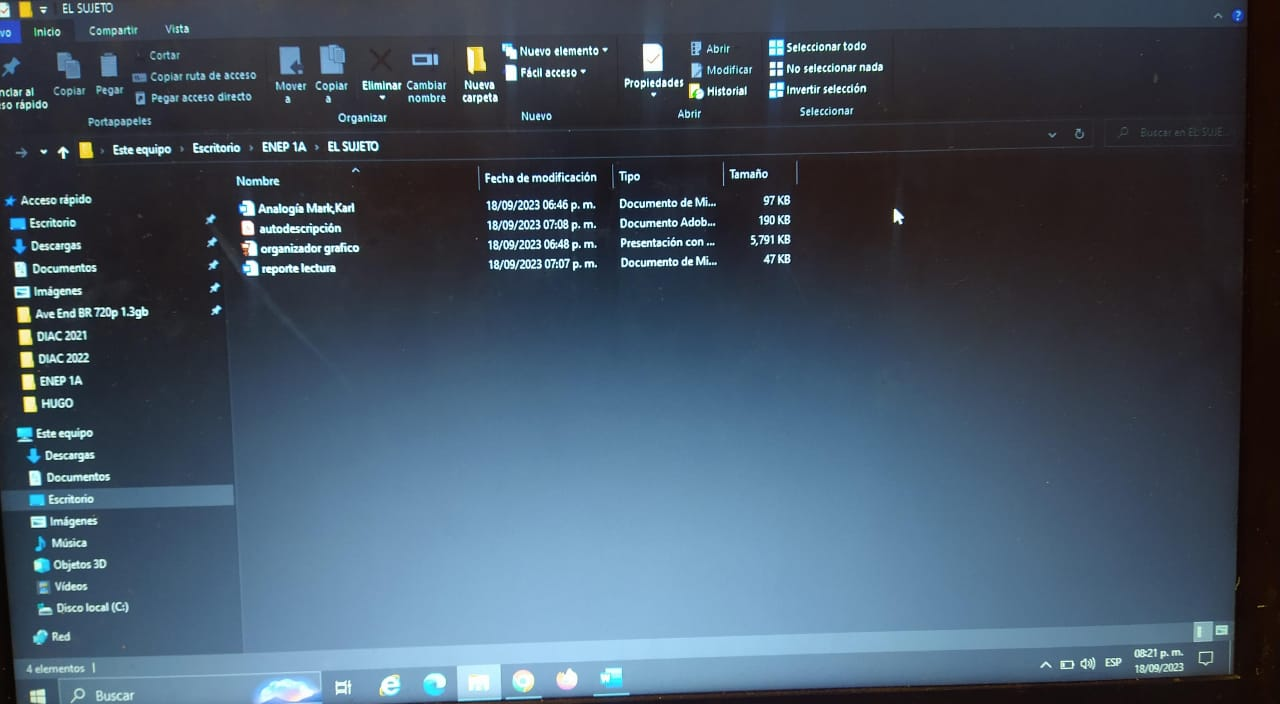 EL SUJETO
Inicio Compartir Vista
Cortar
Copiar ruta de acceso
Pegar acceso directo
Copiar Pegar
Portapapeles
Mover a
Copiar a
Eliminar
Cambiar nombre
Organizar
Nueva carpeta
Nuevo elemento
Fácil acceso
Nuevo
Propiedades
Abrir
Modificar
Historial
Abrir
Seleccionar todo
No seleccionar nada
Invertir selección
Seleccionar
Este equipo › Escritorio › ENEP 1A › EL SUJETO
Buscar en EL SUJE...
Nombre Fecha de modificación Tipo Tamaño
Analogía Mark,Karl 18/09/2023 06:46 p. m. Documento de Mi... 97 KB
autodescripción 18/09/2023 07:08 p. m. Documento Adob... 190 KB
organizador grafico 18/09/2023 06:48 p. m. Presentación con ... 5,791 KB
reporte lectura 18/09/2023 07:07 p. m. Documento de Mi... 47 KB
Acceso rápido
Escritorio
Descargas
Documentos
Imágenes
Ave End BR 720p 1.3gb
DIAC 2021
DIAC 2022
ENEP 1A
HUGO
Este equipo
Descargas
Documentos
Escritorio
Imágenes
Música
Objetos 3D
Vídeos
Disco local (C:)
Red
4 elementos
Buscar
ESP
08:21 p. m.
18/09/2023